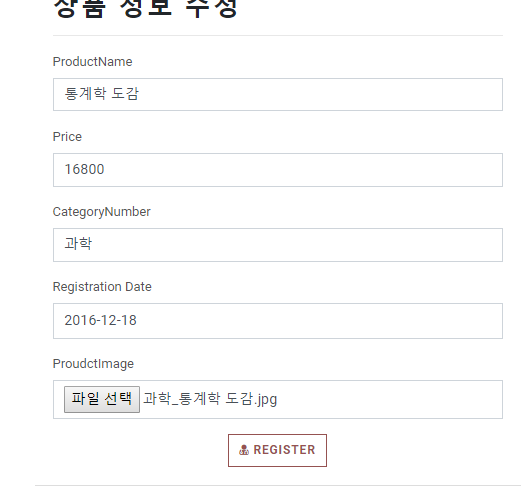 상품 정보 수정
ProductName
통계학 도감
Price
16800
CategoryNumber
과학
Registration Date
2016-12-18
ProudctImage
파일 선택 과학_통계학 도감.jpg
REGISTER